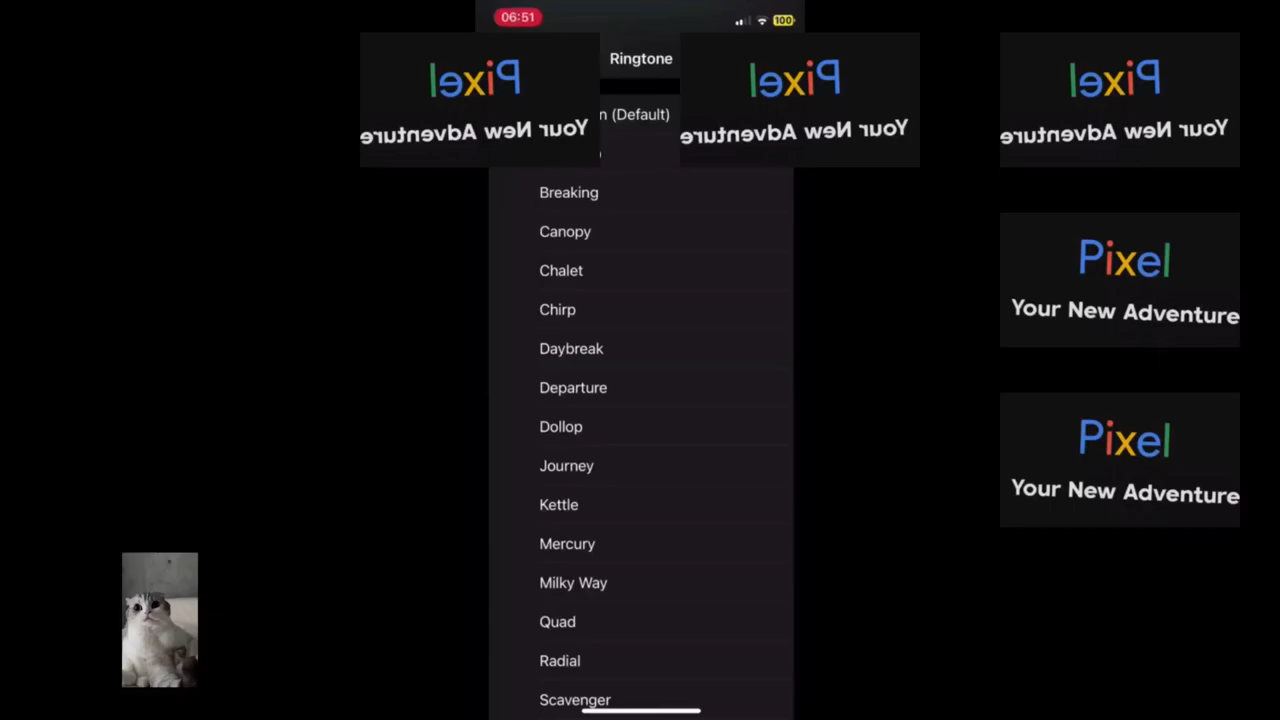 06:51
100
Ringtone
Pixel
Your New Adventure
Pixel
Your New Adventure
Pixel
Your New Adventure
n (Default)
Breaking
Canopy
Chalet
Chirp
Daybreak
Departure
Dollop
Journey
Kettle
Mercury
Milky Way
Quad
Radial
Scavenger
Pixel
Your New Adventure
Pixel
Your New Adventure